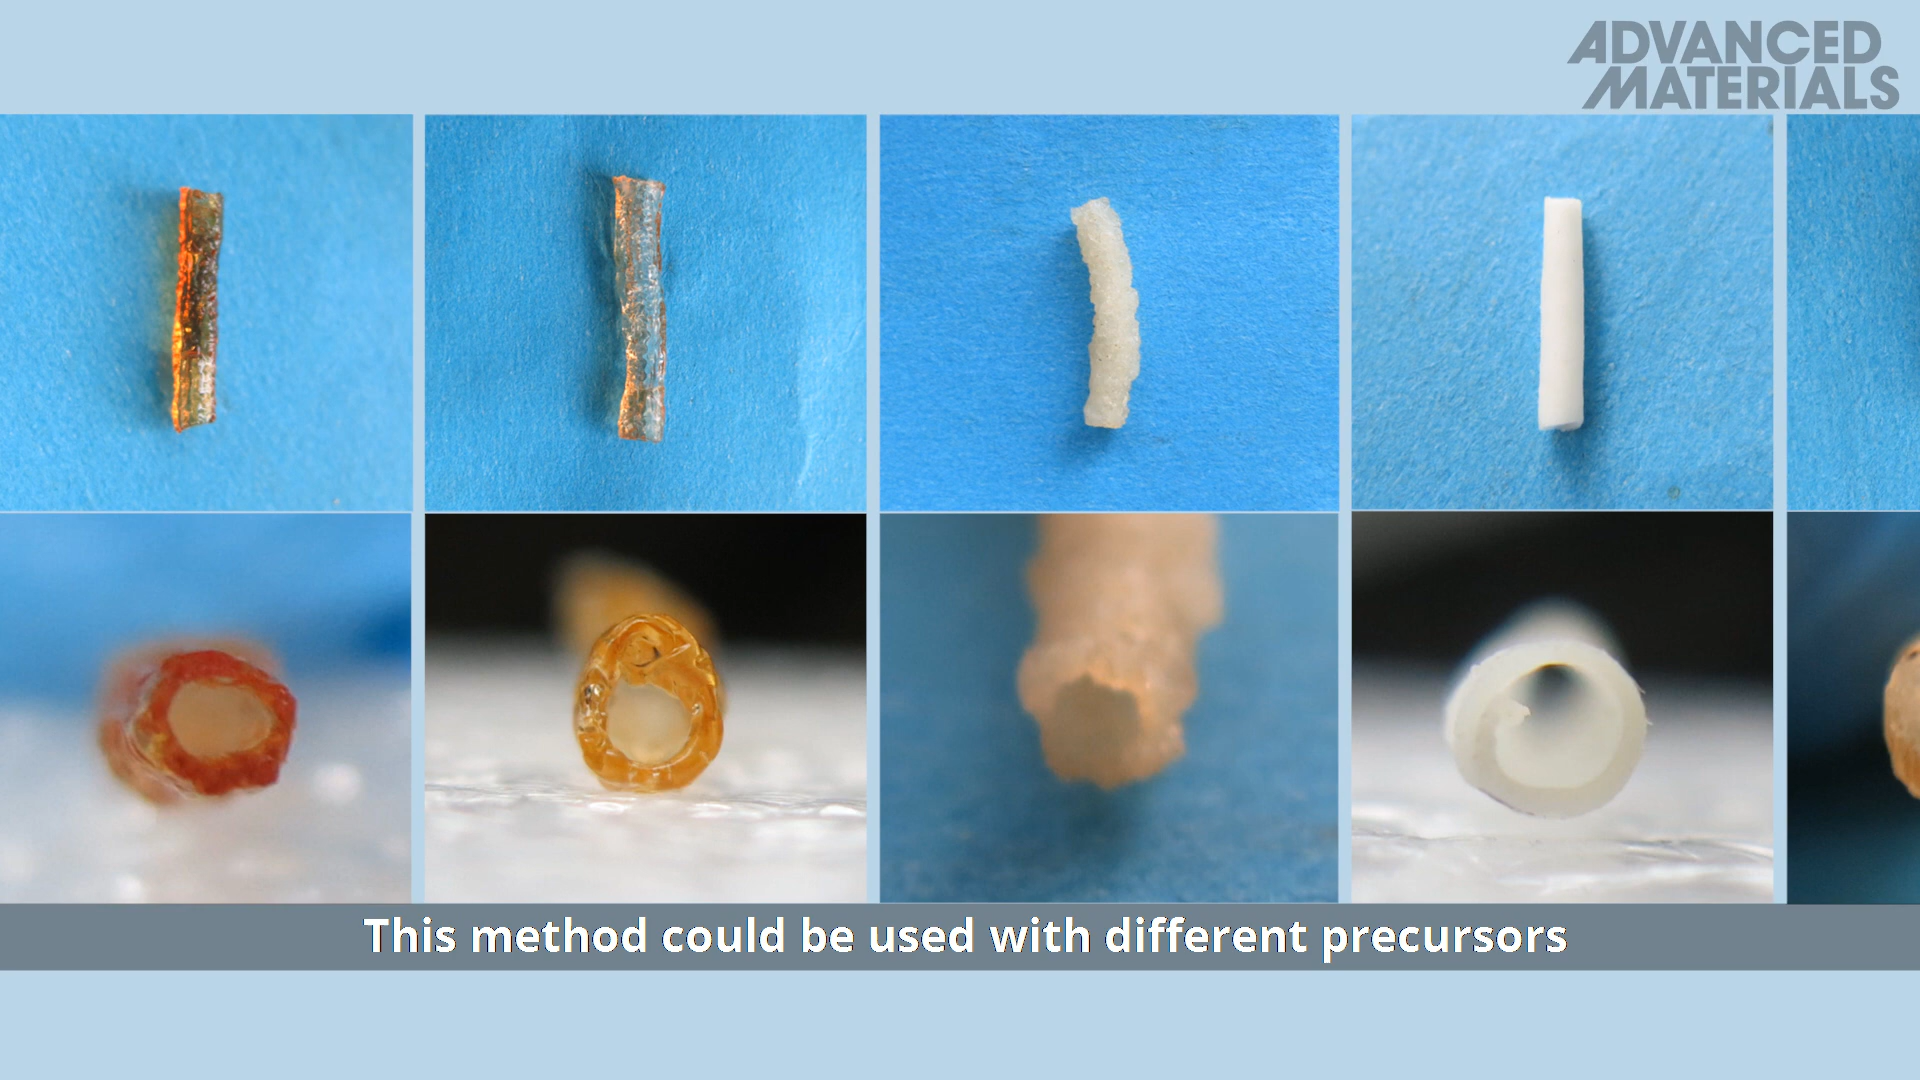 ADVANCED
MATERIALS
This method could be used with different precursors